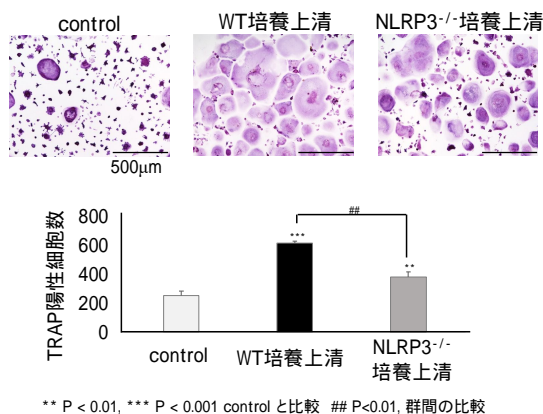 control
WT培養上清
NLRP3-/-培養上清
500μm
TRAP陽性細胞数
800
600
400
200
0
##
***
**
control
WT培養上清
NLRP3-/-
培養上清
** P < 0.01, *** P < 0.001 control と比較 ## P<0.01, 群間の比較